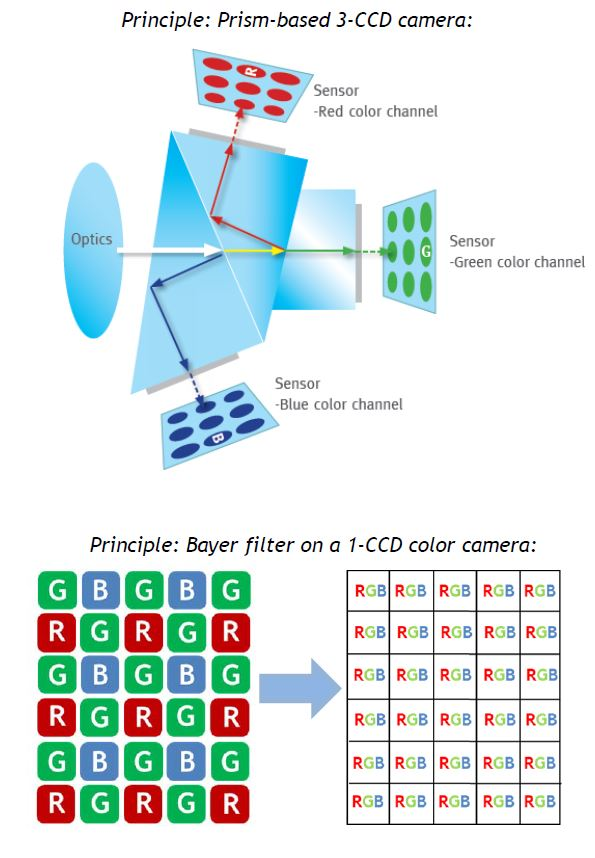 Principle: Prism-based 3-CCD camera:
R
Sensor
-Red color channel
Optics
G
Sensor
-Green color channel
Sensor
-Blue color channel
B
Principle: Bayer filter on a 1-CCD color camera:
G B G B G
R G R G R
G B G B G
R G R G R
G B G B G
R G R G R
RGB RGB RGB RGB RGB
RGB RGB RGB RGB RGB
RGB RGB RGB RGB RGB
RGB RGB RGB RGB RGB
RGB RGB RGB RGB RGB
RGB RGB RGB RGB RGB